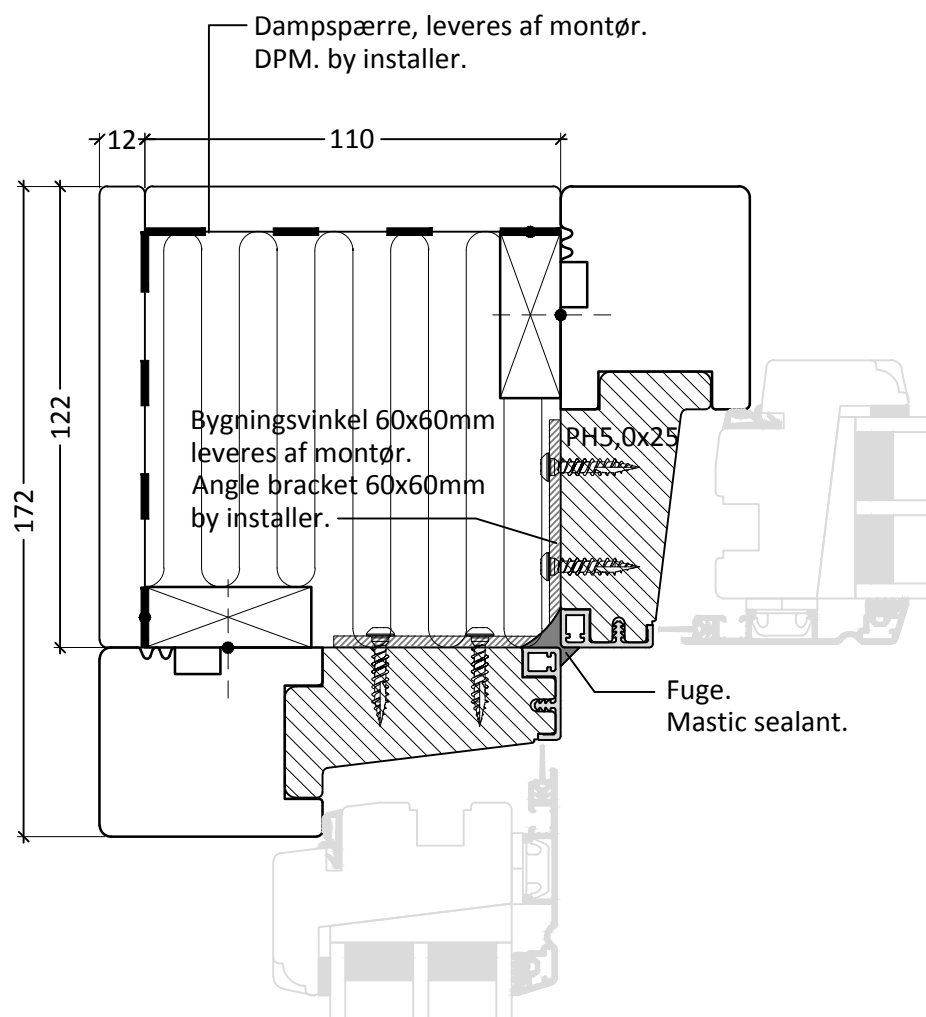 Dampspærre, leveres af montør.
DPM. by installer.
12
110
122
172
Bygningsvinkel 60x60mm
leveres af montør.
Angle bracket 60x60mm
by installer.
PH5,0x25
Fuge.
Mastic sealant.